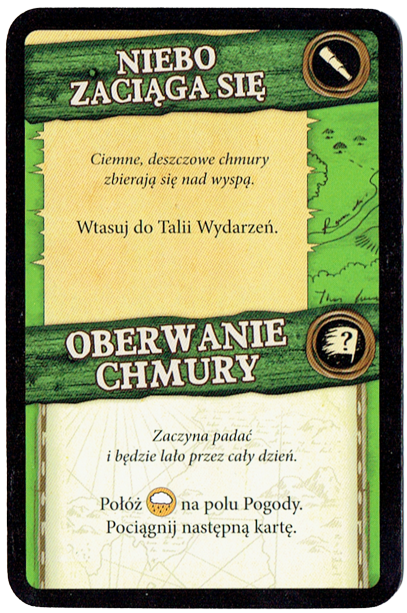 NIEBO
ZACIĄGA SIĘ
Ciemne, deszczowe chmury
zbierają się nad wyspą.
Wtasuj do Talii Wydarzeń.
OBERWANIE
CHMURY
?
Zaczyna padać
i będzie lało przez cały dzień.
Połóż na polu Pogody.
Pociągnij następną kartę.